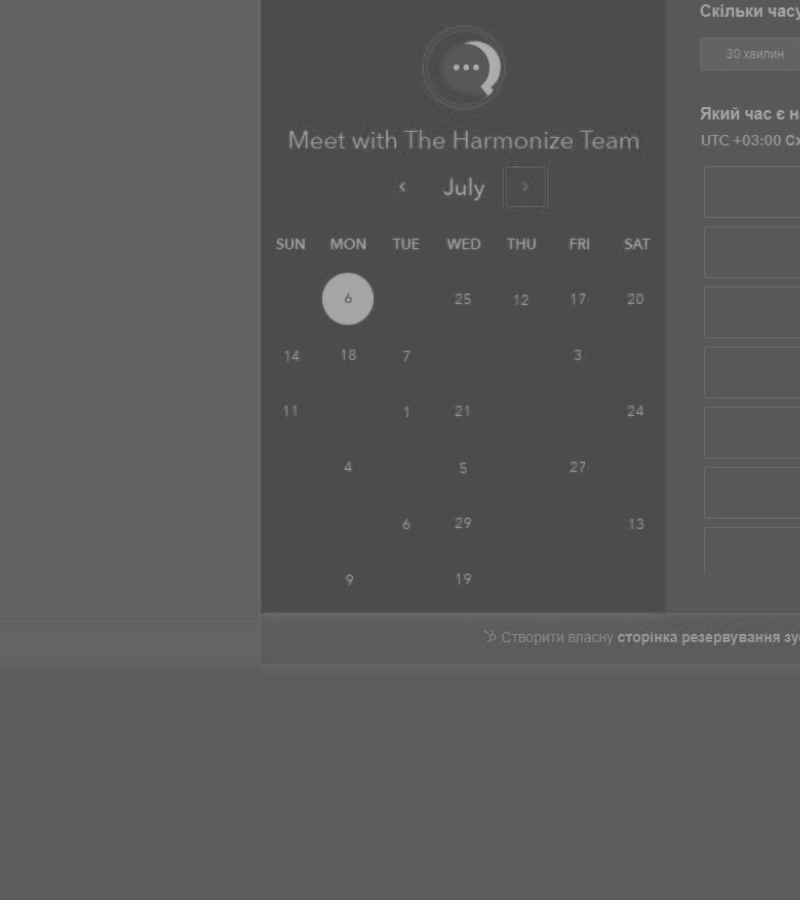 Скільки часу
30 хвилин
Meet with The Harmonize Team
Який час є н
UTC +03:00 Сх
‹ July ›
SUN MON TUE WED THU FRI SAT
6 25 12 17 20
14 18 7 3
11 1 21 24
4 5 27
6 29 13
9 19
Створити власну сторінка резервування зу